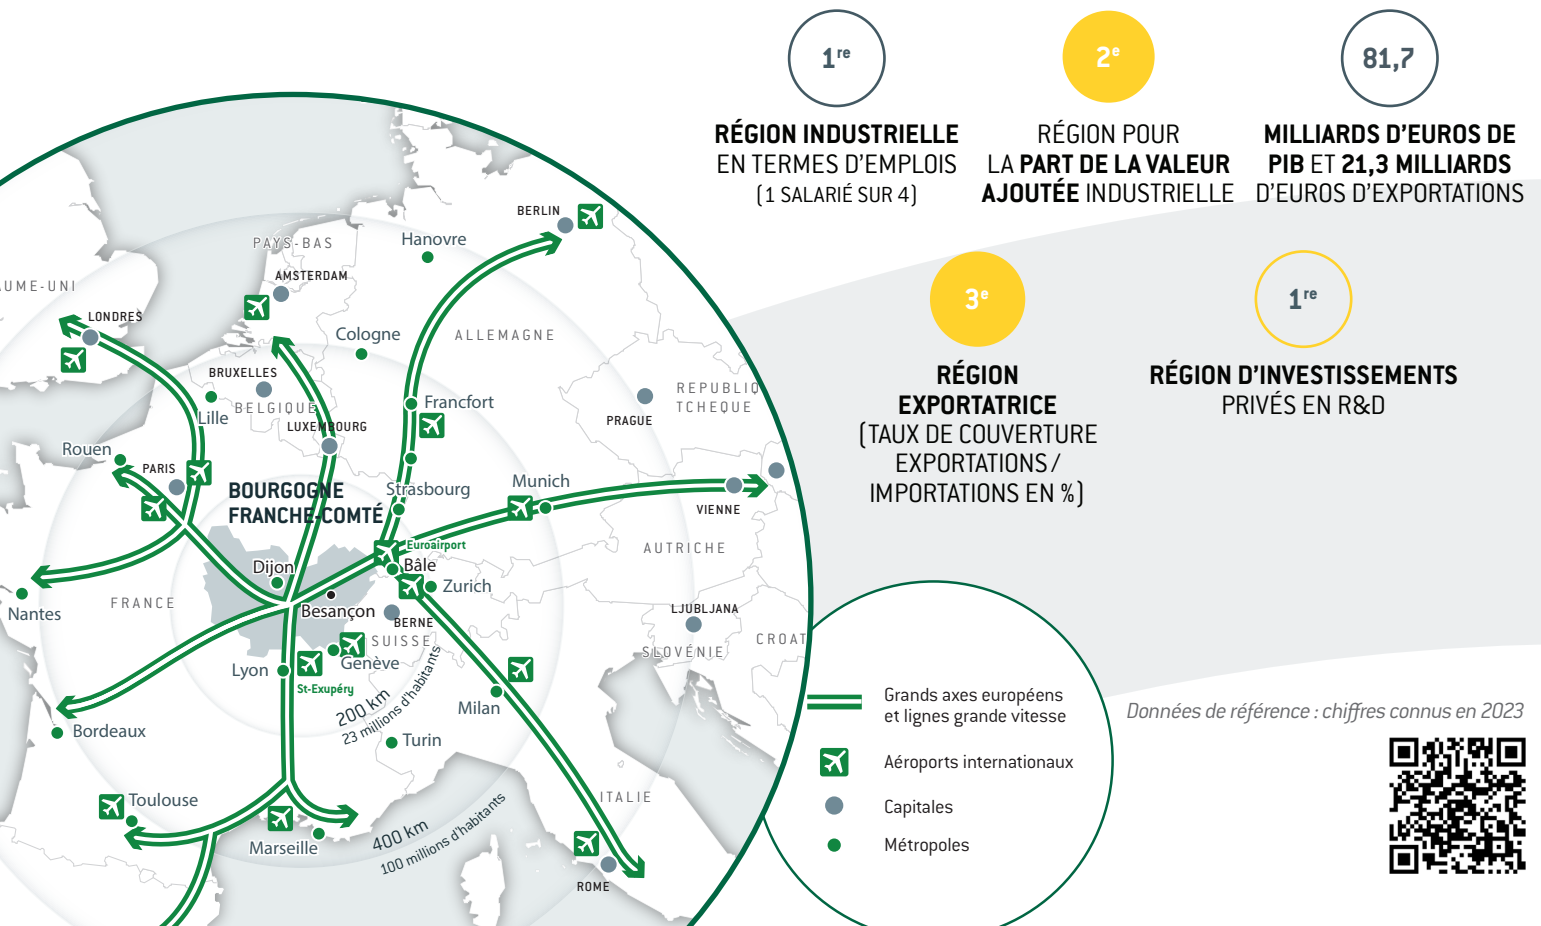 1re
2e
81,7
RÉGION INDUSTRIELLE
EN TERMES D'EMPLOIS
(1 SALARIÉ SUR 4)
RÉGION POUR
LA PART DE LA VALEUR
AJOUTÉE INDUSTRIELLE
MILLIARDS D'EUROS DE
PIB ET 21,3 MILLIARDS
D'EUROS D'EXPORTATIONS
3e
1re
RÉGION
EXPORTATRICE
(TAUX DE COUVERTURE
EXPORTATIONS /
IMPORTATIONS EN %)
RÉGION D'INVESTISSEMENTS
PRIVÉS EN R&D
BERLIN
Hanovre
PAYS-BAS
AMSTERDAM
AUME-UNI
LONDRES
Cologne
ALLEMAGNE
BRUXELLES
BELGIQUE
Lille
LUXEMBOURG
Francfort
REPUBLIQ
TCHEQUE
PRAGUE
Rouen
PARIS
BOURGOGNE
FRANCHE-COMTÉ
Strasbourg
Munich
VIENNE
AUTRICHE
Euroairport
Bâle
Dijon
Zurich
Besançon
BERNE
SUISSE
Nantes
FRANCE
LJUBLJANA
CROAT
SLOVÉNIE
Genève
Lyon
St-Exupéry
200 km
23 millions d'habitants
Milan
Bordeaux
Turin
Toulouse
Marseille
400 km
100 millions d'habitants
ITALIE
ROME
Grands axes européens
et lignes grande vitesse
Aéroports internationaux
Capitales
Métropoles
Données de référence : chiffres connus en 2023